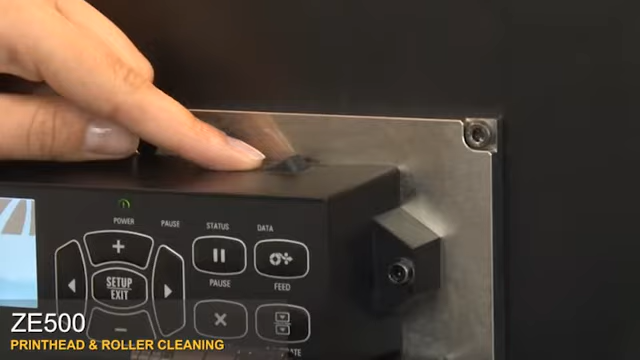 POWER
PAUSE
STATUS
DATA
SETUP
EXIT
PAUSE
FEED
ZE500
PRINTHEAD & ROLLER CLEANING